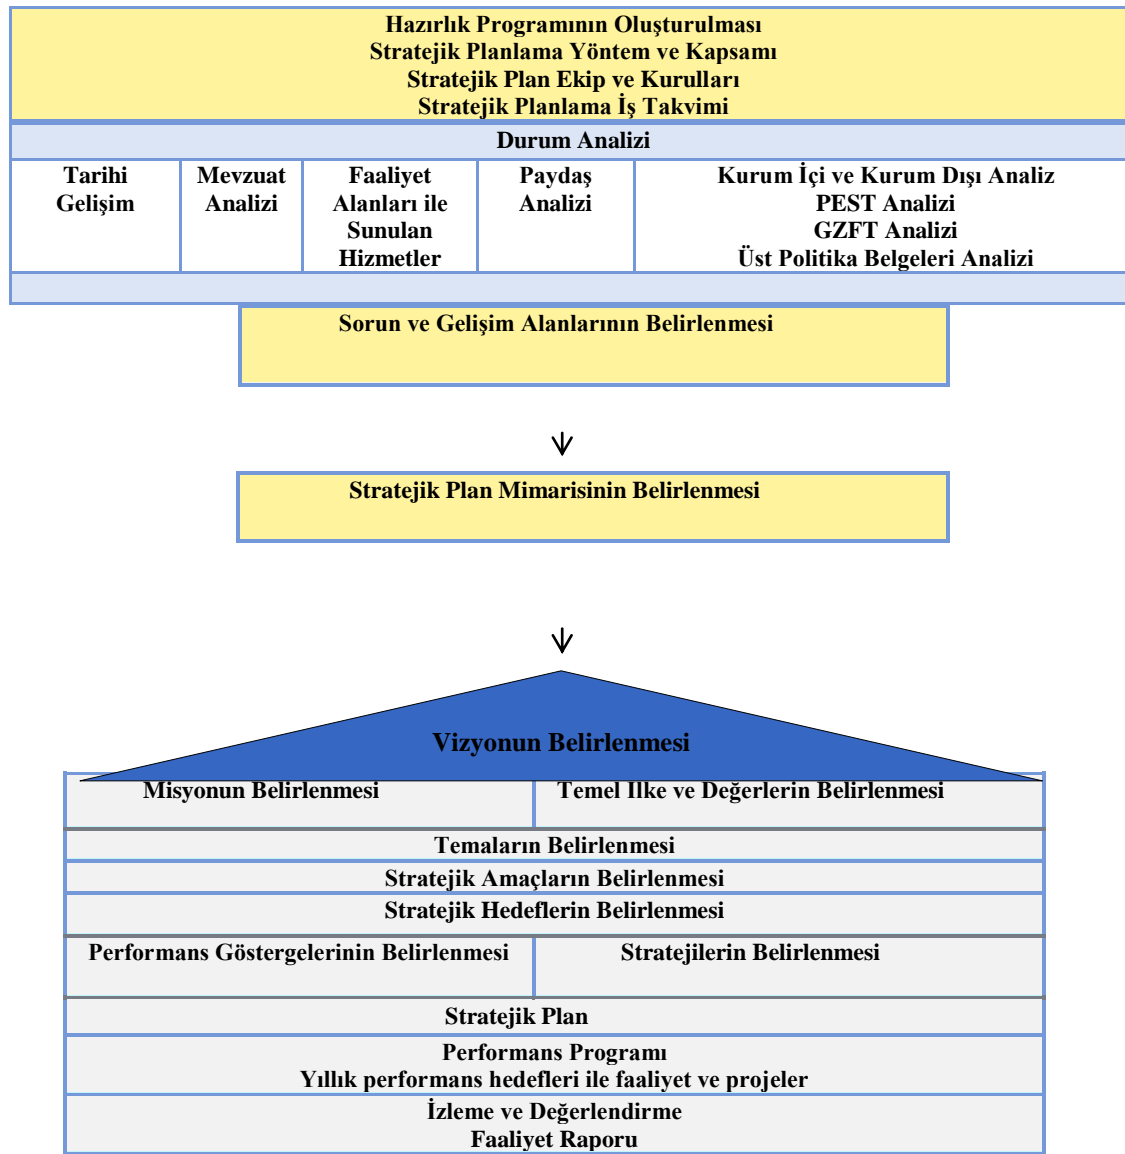 Hazırlık Programının Oluşturulması
Stratejik Planlama Yöntem ve Kapsamı
Stratejik Plan Ekip ve Kurulları
Stratejik Planlama İş Takvimi
Durum Analizi
Tarihi
Gelişim
Mevzuat
Analizi
Faaliyet
Alanları ile
Sunulan
Hizmetler
Paydaş
Analizi
Kurum İçi ve Kurum Dışı Analiz
PEST Analizi
GZFT Analizi
Üst Politika Belgeleri Analizi
Sorun ve Gelişim Alanlarının Belirlenmesi
Stratejik Plan Mimarisinin Belirlenmesi
Vizyonun Belirlenmesi
Misyonun Belirlenmesi
Temel Ilke ve Değerlerin Belirlenmesi
Temaların Belirlenmesi
Stratejik Amaçların Belirlenmesi
Stratejik Hedeflerin Belirlenmesi
Performans Göstergelerinin Belirlenmesi
Stratejilerin Belirlenmesi
Stratejik Plan
Performans Programı
Yıllık performans hedefleri ile faaliyet ve projeler
İzleme ve Değerlendirme
Faaliyet Raporu